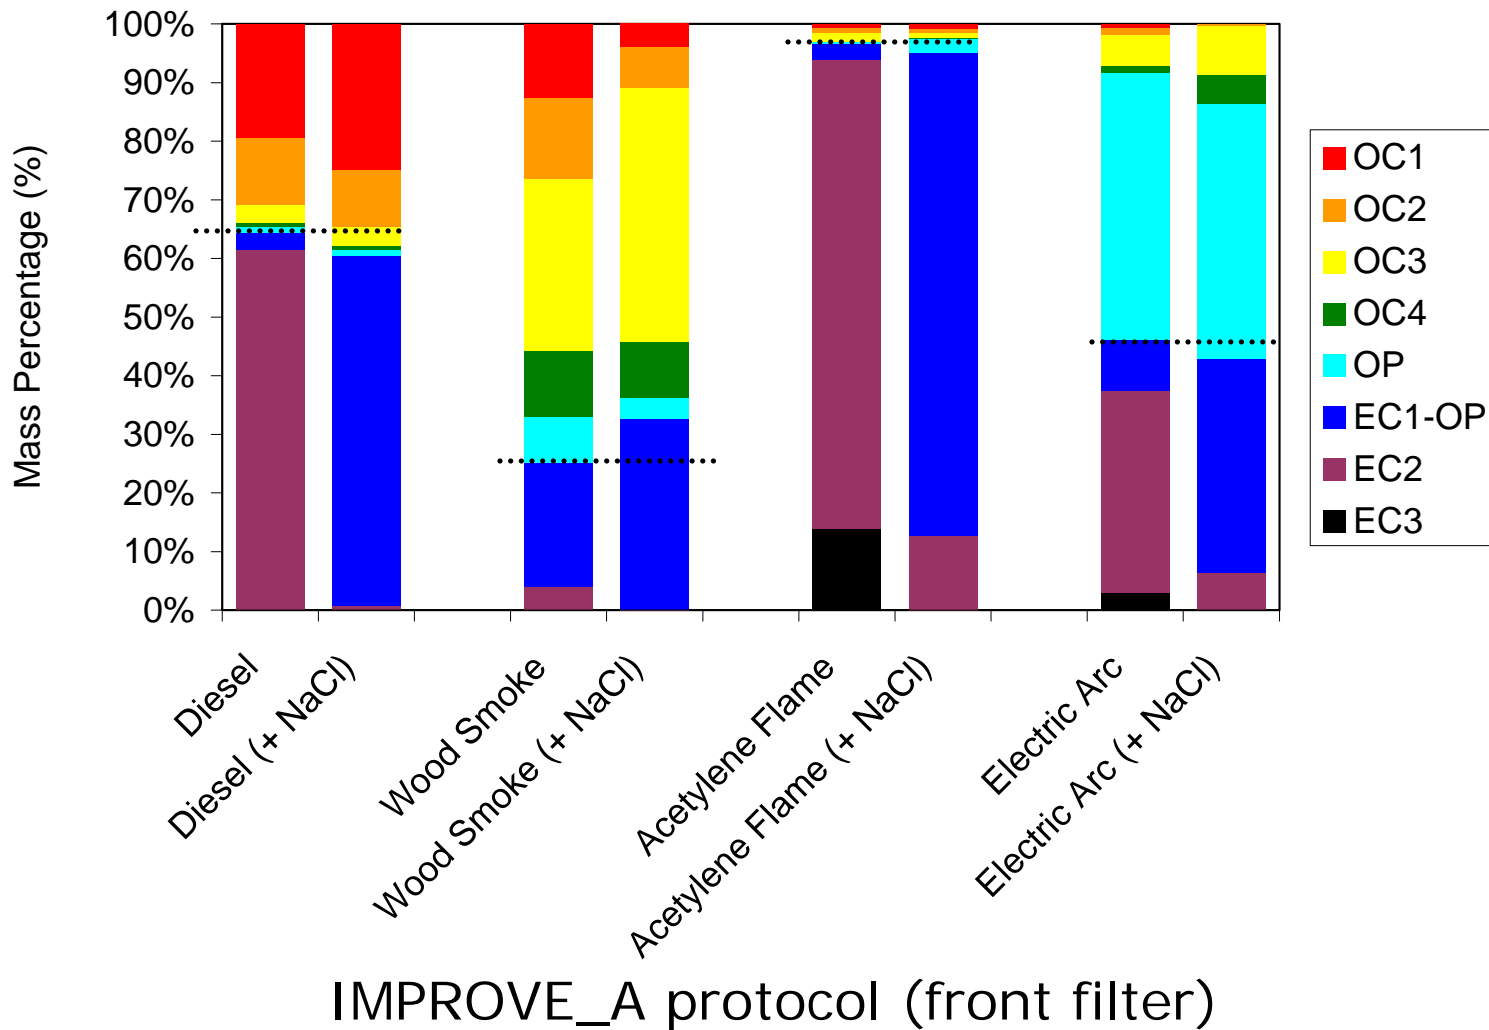 Mass Percentage (%)
100%
90%
80%
70%
60%
50%
40%
30%
20%
10%
0%
OC1
OC2
OC3
OC4
OP
EC1-OP
EC2
EC3
Diesel
Diesel (+ NaCl)
Wood Smoke
Wood Smoke (+ NaCl)
Acetylene Flame
Acetylene Flame (+ NaCl)
Electric Arc
Electric Arc (+ NaCl)
IMPROVE_A protocol (front filter)